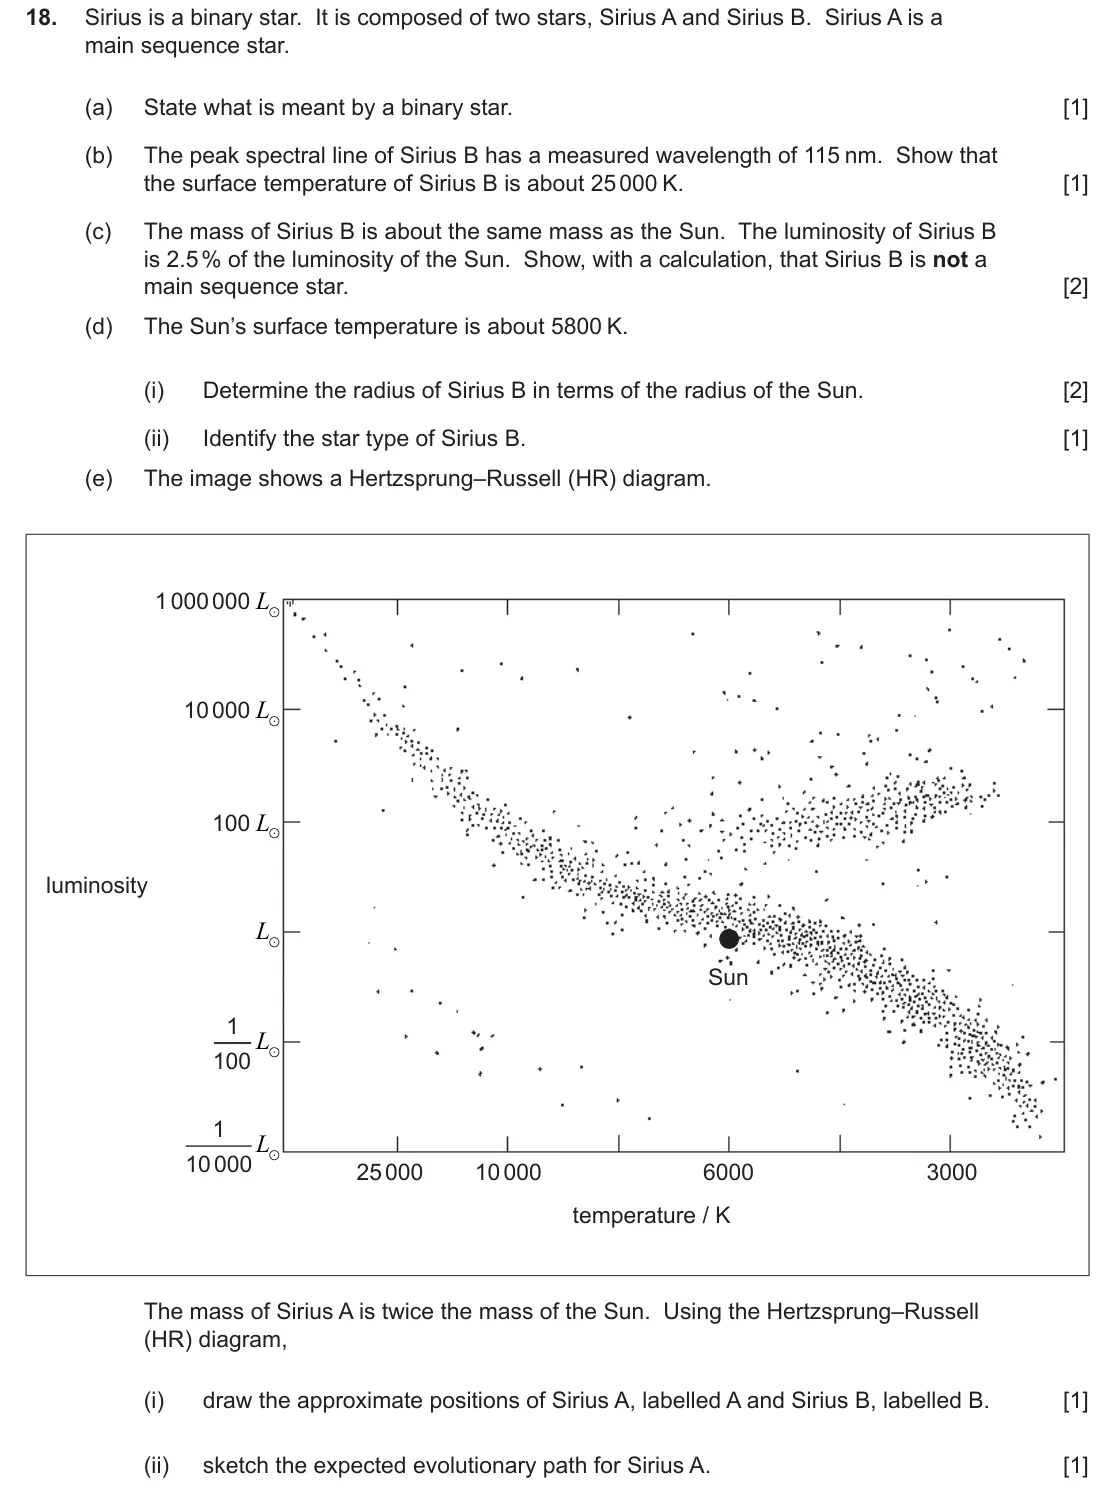 18. Sirius is a binary star. It is composed of two stars, Sirius A and Sirius B. Sirius A is a
main sequence star.
(a) State what is meant by a binary star. [1]
(b) The peak spectral line of Sirius B has a measured wavelength of 115 nm. Show that
the surface temperature of Sirius B is about 25 000 K. [1]
(c) The mass of Sirius B is about the same mass as the Sun. The luminosity of Sirius B
is 2.5 % of the luminosity of the Sun. Show, with a calculation, that Sirius B is not a
main sequence star. [2]
(d) The Sun’s surface temperature is about 5800 K.
(i) Determine the radius of Sirius B in terms of the radius of the Sun. [2]
(ii) Identify the star type of Sirius B. [1]
(e) The image shows a Hertzsprung–Russell (HR) diagram.
1 000 000 L☉
10 000 L☉
100 L☉
luminosity
L☉
Sun
1/100 L☉
1/10 000 L☉
25 000 10 000 6000 3000
temperature / K
The mass of Sirius A is twice the mass of the Sun. Using the Hertzsprung–Russell
(HR) diagram,
(i) draw the approximate positions of Sirius A, labelled A and Sirius B, labelled B. [1]
(ii) sketch the expected evolutionary path for Sirius A. [1]